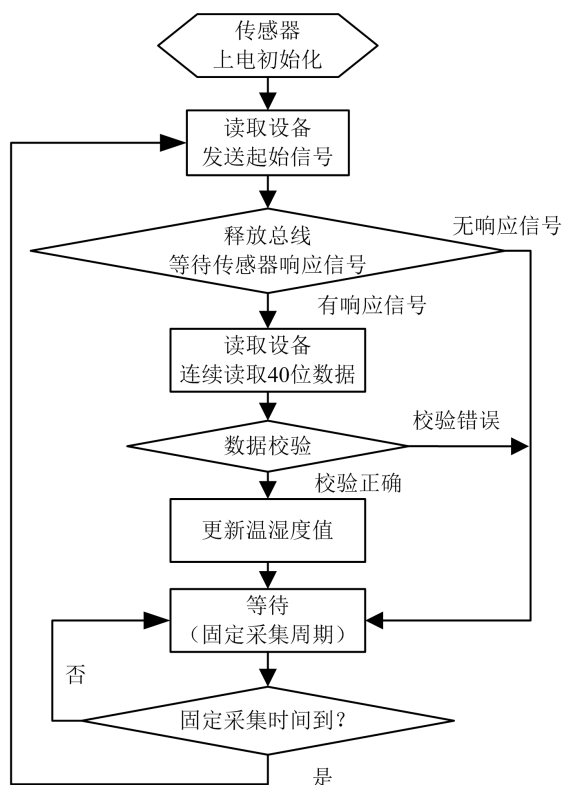 传感器
上电初始化
读取设备
发送起始信号
释放总线
等待传感器响应信号
无响应信号
有响应信号
读取设备
连续读取40位数据
数据校验
校验错误
校验正确
更新温湿度值
等待
（固定采集周期）
否
固定采集时间到？
是